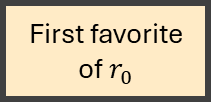 First favorite
of r₀